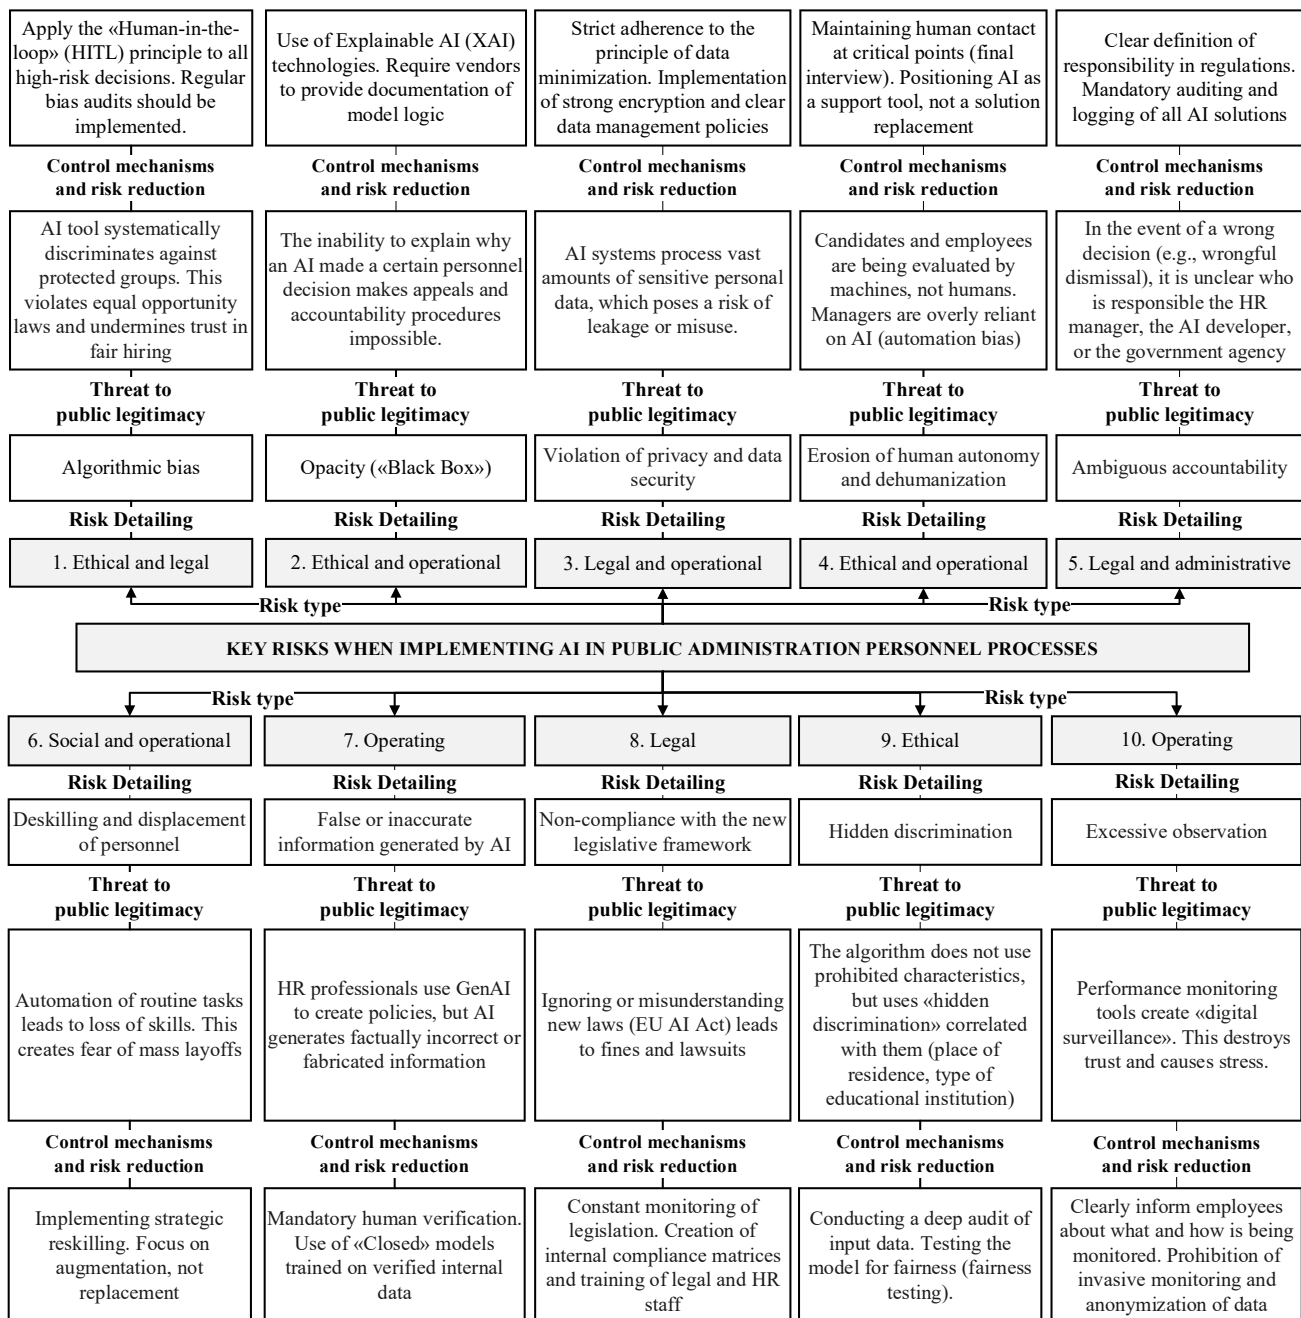 Apply the «Human-in-the-
loop» (HITL) principle to all
high-risk decisions. Regular
bias audits should be
implemented.
Use of Explainable AI (XAI)
technologies. Require vendors
to provide documentation of
model logic
Strict adherence to the
principle of data
minimization. Implementation
of strong encryption and clear
data management policies
Maintaining human contact
at critical points (final
interview). Positioning AI as
a support tool, not a solution
replacement
Clear definition of
responsibility in regulations.
Mandatory auditing and
logging of all AI solutions
Control mechanisms
and risk reduction
Control mechanisms
and risk reduction
Control mechanisms
and risk reduction
Control mechanisms
and risk reduction
Control mechanisms
and risk reduction
AI tool systematically
discriminates against
protected groups. This
violates equal opportunity
laws and undermines trust in
fair hiring
The inability to explain why
an AI made a certain personnel
decision makes appeals and
accountability procedures
impossible.
AI systems process vast
amounts of sensitive personal
data, which poses a risk of
leakage or misuse.
Candidates and employees
are being evaluated by
machines, not humans.
Managers are overly reliant
on AI (automation bias)
In the event of a wrong
decision (e.g., wrongful
dismissal), it is unclear who
is responsible the HR
manager, the AI developer,
or the government agency
Threat to
public legitimacy
Threat to
public legitimacy
Threat to
public legitimacy
Threat to
public legitimacy
Threat to
public legitimacy
Algorithmic bias
Opacity («Black Box»)
Violation of privacy and data
security
Erosion of human autonomy
and dehumanization
Ambiguous accountability
Risk Detailing
Risk Detailing
Risk Detailing
Risk Detailing
Risk Detailing
1. Ethical and legal
2. Ethical and operational
3. Legal and operational
4. Ethical and operational
5. Legal and administrative
Risk type
Risk type
KEY RISKS WHEN IMPLEMENTING AI IN PUBLIC ADMINISTRATION PERSONNEL PROCESSES
Risk type
Risk type
6. Social and operational
7. Operating
8. Legal
9. Ethical
10. Operating
Risk Detailing
Risk Detailing
Risk Detailing
Risk Detailing
Risk Detailing
Deskilling and displacement
of personnel
False or inaccurate
information generated by AI
Non-compliance with the new
legislative framework
Hidden discrimination
Excessive observation
Threat to
public legitimacy
Threat to
public legitimacy
Threat to
public legitimacy
Threat to
public legitimacy
Threat to
public legitimacy
Automation of routine tasks
leads to loss of skills. This
creates fear of mass layoffs
HR professionals use GenAI
to create policies, but AI
generates factually incorrect or
fabricated information
Ignoring or misunderstanding
new laws (EU AI Act) leads
to fines and lawsuits
The algorithm does not use
prohibited characteristics,
but uses «hidden
discrimination» correlated
with them (place of
residence, type of
educational institution)
Performance monitoring
tools create «digital
surveillance». This destroys
trust and causes stress.
Control mechanisms
and risk reduction
Control mechanisms
and risk reduction
Control mechanisms
and risk reduction
Control mechanisms
and risk reduction
Control mechanisms
and risk reduction
Implementing strategic
reskilling. Focus on
augmentation, not
replacement
Mandatory human verification.
Use of «Closed» models
trained on verified internal
data
Constant monitoring of
legislation. Creation of
internal compliance matrices
and training of legal and HR
staff
Conducting a deep audit of
input data. Testing the
model for fairness (fairness
testing).
Clearly inform employees
about what and how is being
monitored. Prohibition of
invasive monitoring and
anonymization of data